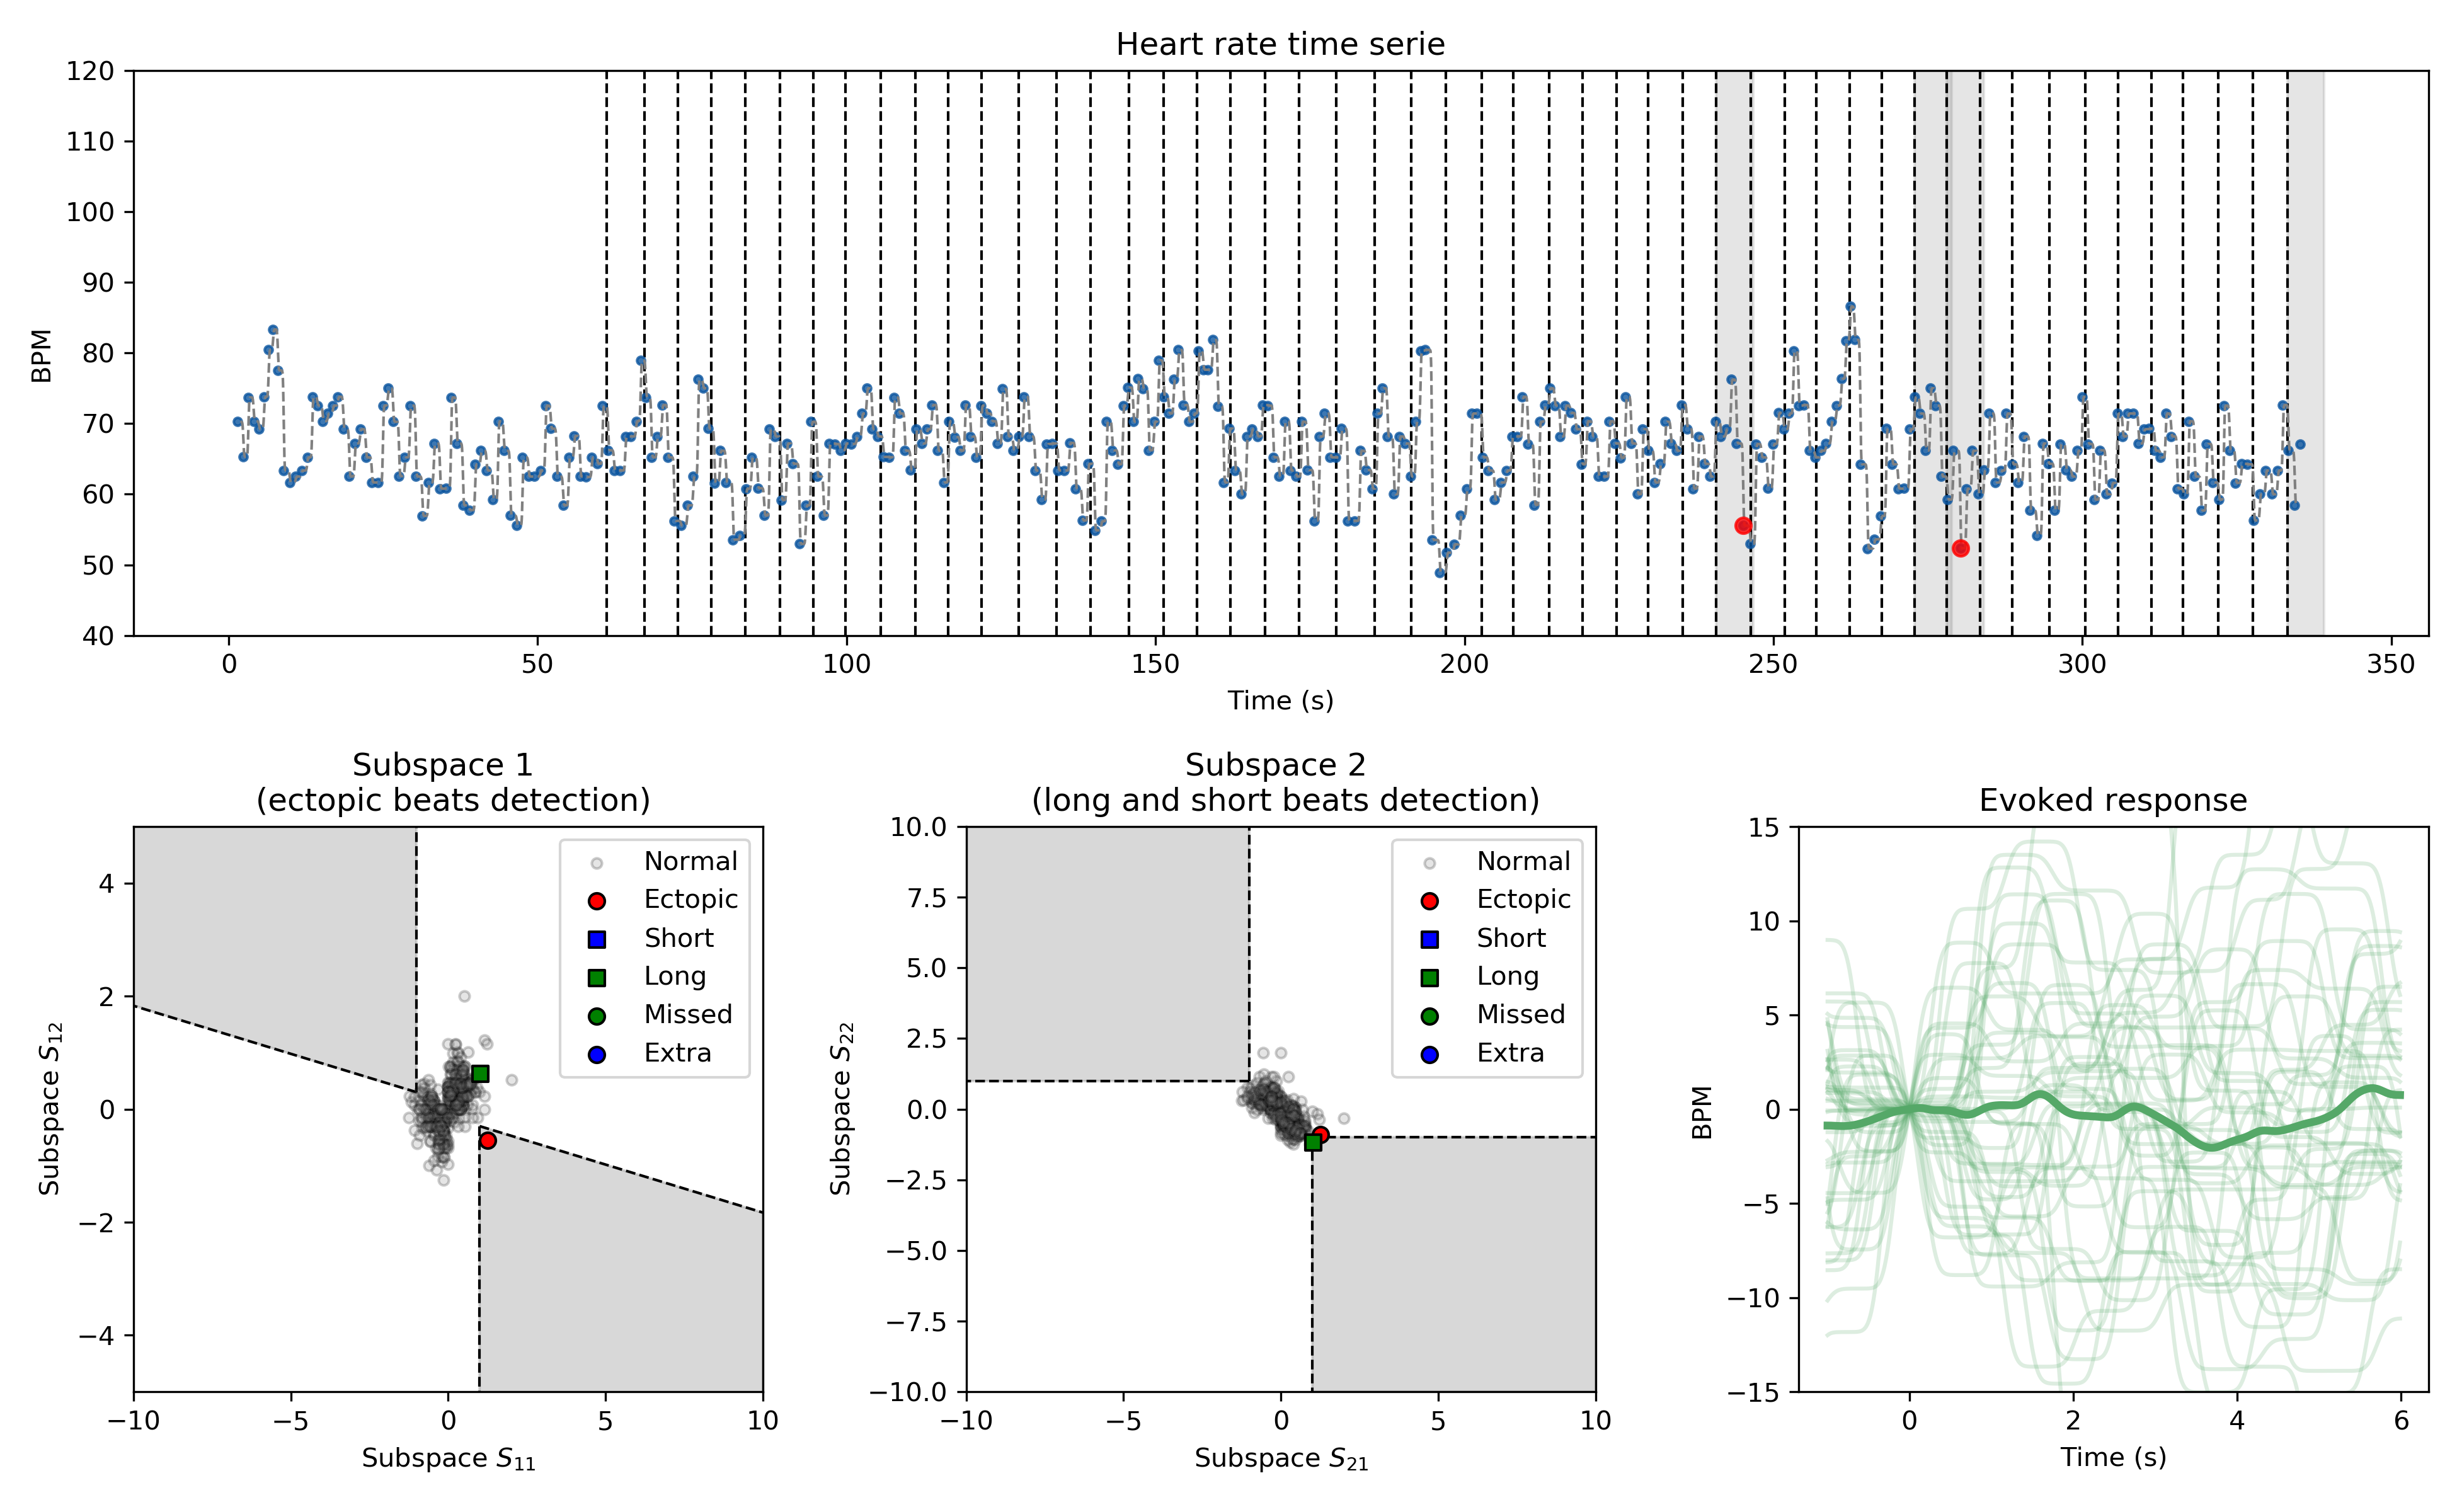 Heart rate time serie
120
110
100
90
80
70
60
50
40
BPM
0 50 100 150 200 250 300 350
Time (s)
Subspace 1
(ectopic beats detection)
4
2
0
−2
−4
Subspace S12
Normal
Ectopic
Short
Long
Missed
Extra
−10 −5 0 5 10
Subspace S11
Subspace 2
(long and short beats detection)
10.0
7.5
5.0
2.5
0.0
−2.5
−5.0
−7.5
−10.0
Subspace S22
Normal
Ectopic
Short
Long
Missed
Extra
−10 −5 0 5 10
Subspace S21
Evoked response
15
10
5
0
−5
−10
−15
BPM
0 2 4 6
Time (s)